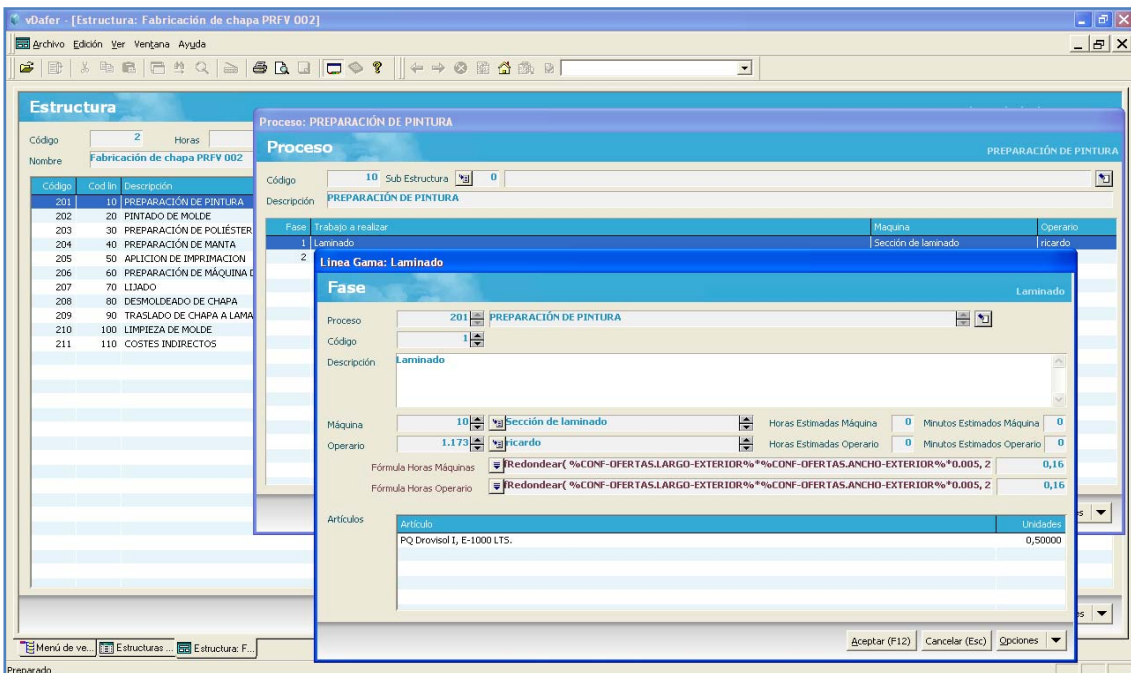 vDafer - [Estructura: Fabricación de chapa PRFV 002]
Archivo Edición Ver Ventana Ayuda
Estructura
Código 2 Horas
Nombre Fabricación de chapa PRFV 002
Código Cod lin Descripción
201 10 PREPARACIÓN DE PINTURA
202 20 PINTADO DE MOLDE
203 30 PREPARACIÓN DE POLIÉSTER
204 40 PREPARACIÓN DE MANTA
205 50 APLICION DE IMPRIMACION
206 60 PREPARACIÓN DE MÁQUINA D
207 70 LIJADO
208 80 DESMOLDEADO DE CHAPA
209 90 TRASLADO DE CHAPA A LAMA
210 100 LIMPIEZA DE MOLDE
211 110 COSTES INDIRECTOS
Proceso: PREPARACIÓN DE PINTURA
Proceso PREPARACIÓN DE PINTURA
Código 10 Sub Estructura 0
Descripción PREPARACIÓN DE PINTURA
Fase Trabajo a realizar Maquina Operario
1 Laminado Sección de laminado ricardo
2
Linea Gama: Laminado
Fase Laminado
Proceso 201 PREPARACIÓN DE PINTURA
Código 1
Descripción Laminado
Máquina 10 Sección de laminado Horas Estimadas Máquina 0 Minutos Estimados Máquina 0
Operario 1.173 ricardo Horas Estimadas Operario 0 Minutos Estimados Operario 0
Fórmula Horas Máquinas fRedondear( %CONF-OFERTAS.LARGO-EXTERIOR%*%CONF-OFERTAS.ANCHO-EXTERIOR%*0.005, 2 0,16
Fórmula Horas Operario fRedondear( %CONF-OFERTAS.LARGO-EXTERIOR%*%CONF-OFERTAS.ANCHO-EXTERIOR%*0.005, 2 0,16
Artículos
Artículo Unidades
PQ Drovisol I, E-1000 LTS. 0,50000
Aceptar (F12) Cancelar (Esc) Opciones
es
es
Menú de ve... Estructuras ... Estructura: F...
Preparado